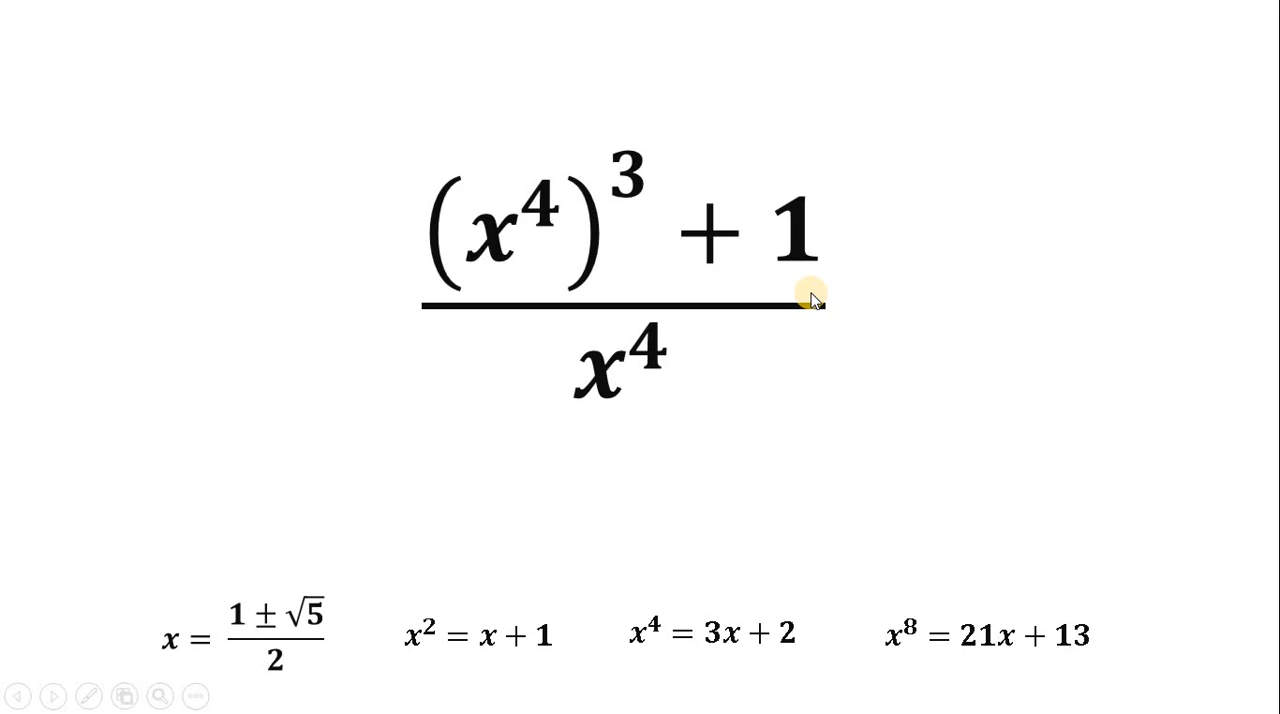 (x⁴)³ + 1
x⁴
x = 1 ± √5 / 2
x² = x + 1
x⁴ = 3x + 2
x⁸ = 21x + 13